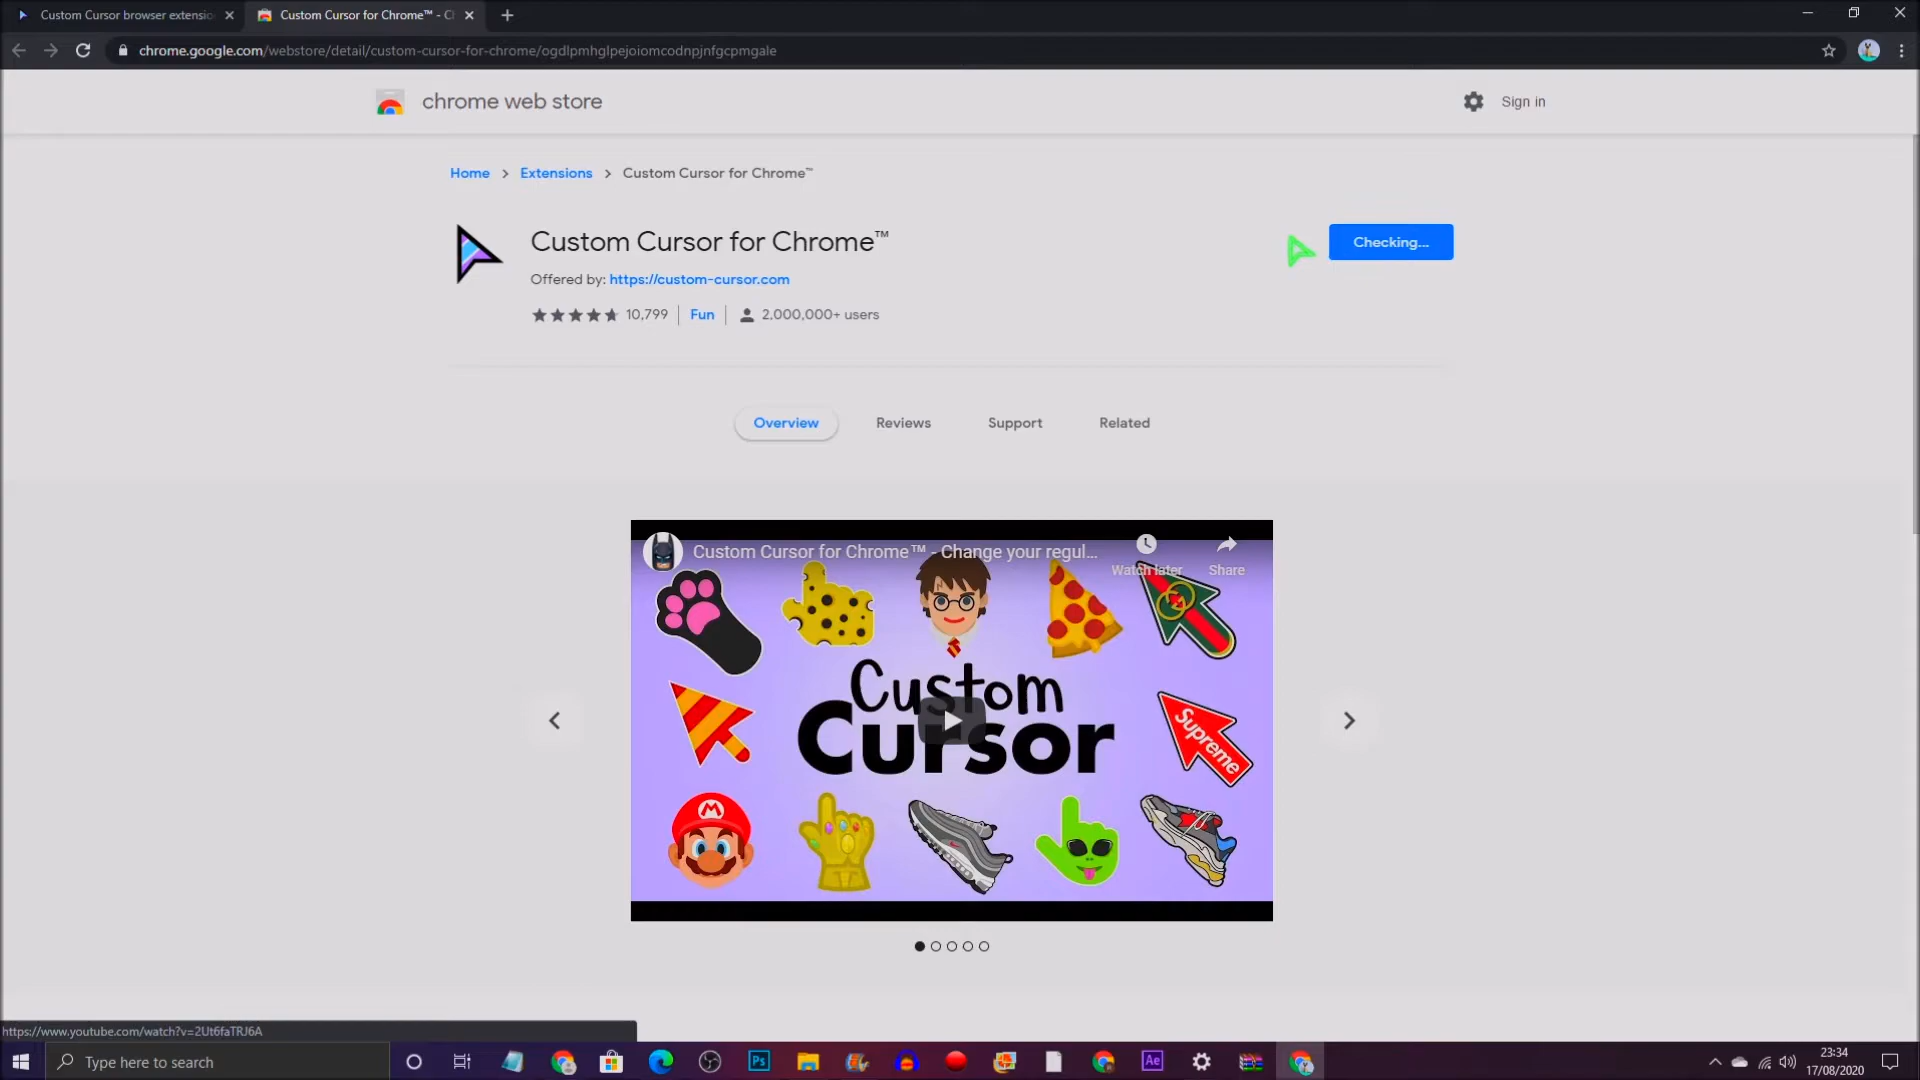 Custom Cursor browser extensio
Custom Cursor for Chrome™ - C
chrome.google.com/webstore/detail/custom-cursor-for-chrome/ogdlpmhglpejoiomcodnpjnfgcpmgale
chrome web store
Sign in
Home > Extensions > Custom Cursor for Chrome™
Custom Cursor for Chrome™
Checking...
Offered by: https://custom-cursor.com
10,799 | Fun | 2,000,000+ users
Overview
Reviews
Support
Related
Custom Cursor for Chrome™ - Change your regul...
Watch later
Share
Custom
Cursor
Supreme
M
https://www.youtube.com/watch?v=2Ut6faTRJ6A
Type here to search
Ps
Ae
23:34
17/08/2020